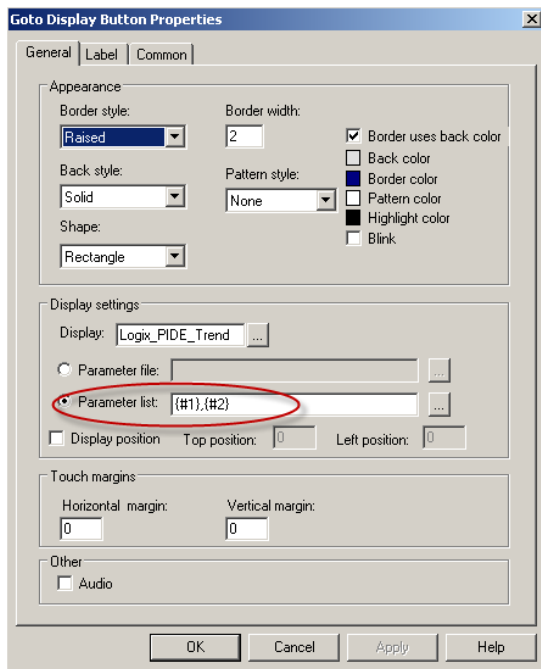 Goto Display Button Properties
General Label Common
Appearance
Border style: Border width:
Raised 2 Border uses back color
Back color
Back style: Pattern style: Border color
Solid None Pattern color
Highlight color
Shape: Blink
Rectangle
Display settings
Display: Logix_PIDE_Trend ...
Parameter file: ...
Parameter list: {#1},{#2} ...
Display position Top position: 0 Left position: 0
Touch margins
Horizontal margin: Vertical margin:
0 0
Other
Audio
OK Cancel Apply Help